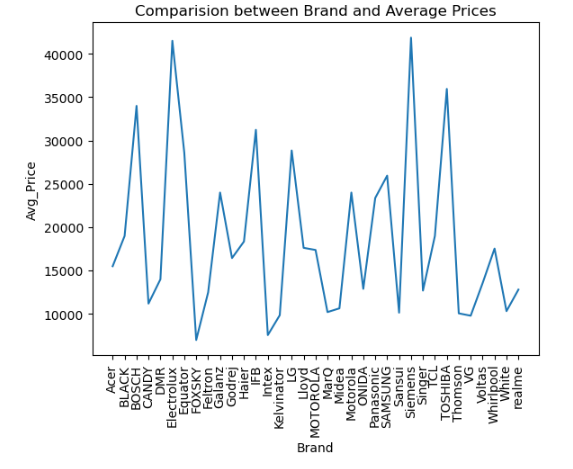 Comparision between Brand and Average Prices
40000
35000
30000
25000
20000
15000
10000
Avg_Price
Acer
BLACK
BOSCH
CANDY
DMR
Electrolux
Equator
FOXSKY
Feltron
Galanz
Godrej
Haier
IFB
Intex
Kelvinator
LG
Lloyd
MOTOROLA
MarQ
Midea
Motorola
ONIDA
Panasonic
SAMSUNG
Sansui
Siemens
Singer
TCL
TOSHIBA
Thomson
VG
Voltas
Whirlpool
White
realme
Brand